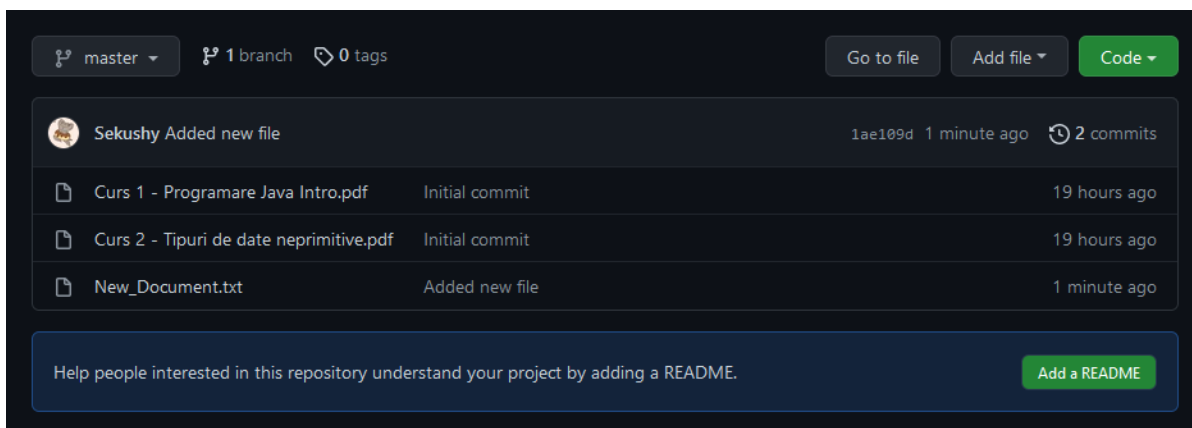 master 1 branch 0 tags Go to file Add file Code
Sekushy Added new file 1ae109d 1 minute ago 2 commits
Curs 1 - Programare Java Intro.pdf Initial commit 19 hours ago
Curs 2 - Tipuri de date neprimitive.pdf Initial commit 19 hours ago
New_Document.txt Added new file 1 minute ago
Help people interested in this repository understand your project by adding a README. Add a README